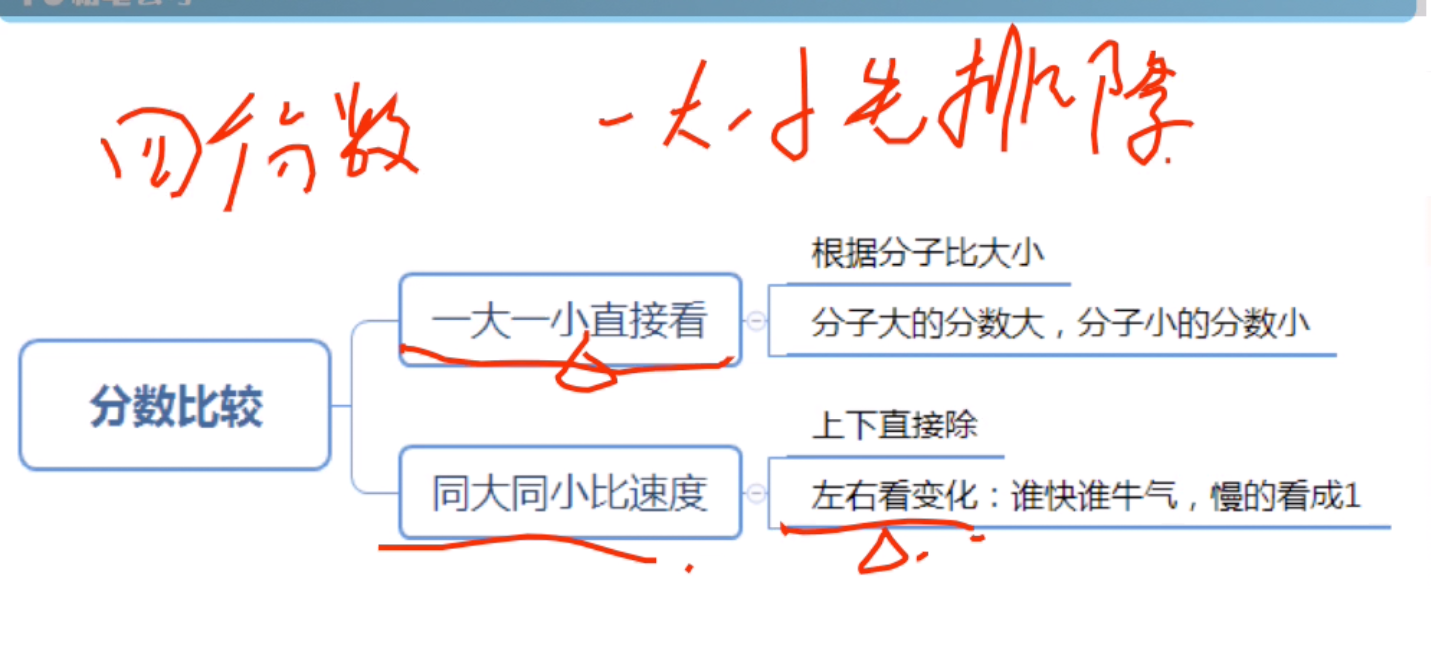 四个分数 一大一小先排除
根据分子比大小
一大一小直接看
分子大的分数大，分子小的分数小
分数比较
上下直接除
同大同小比速度
左右看变化：谁快谁牛气，慢的看成1